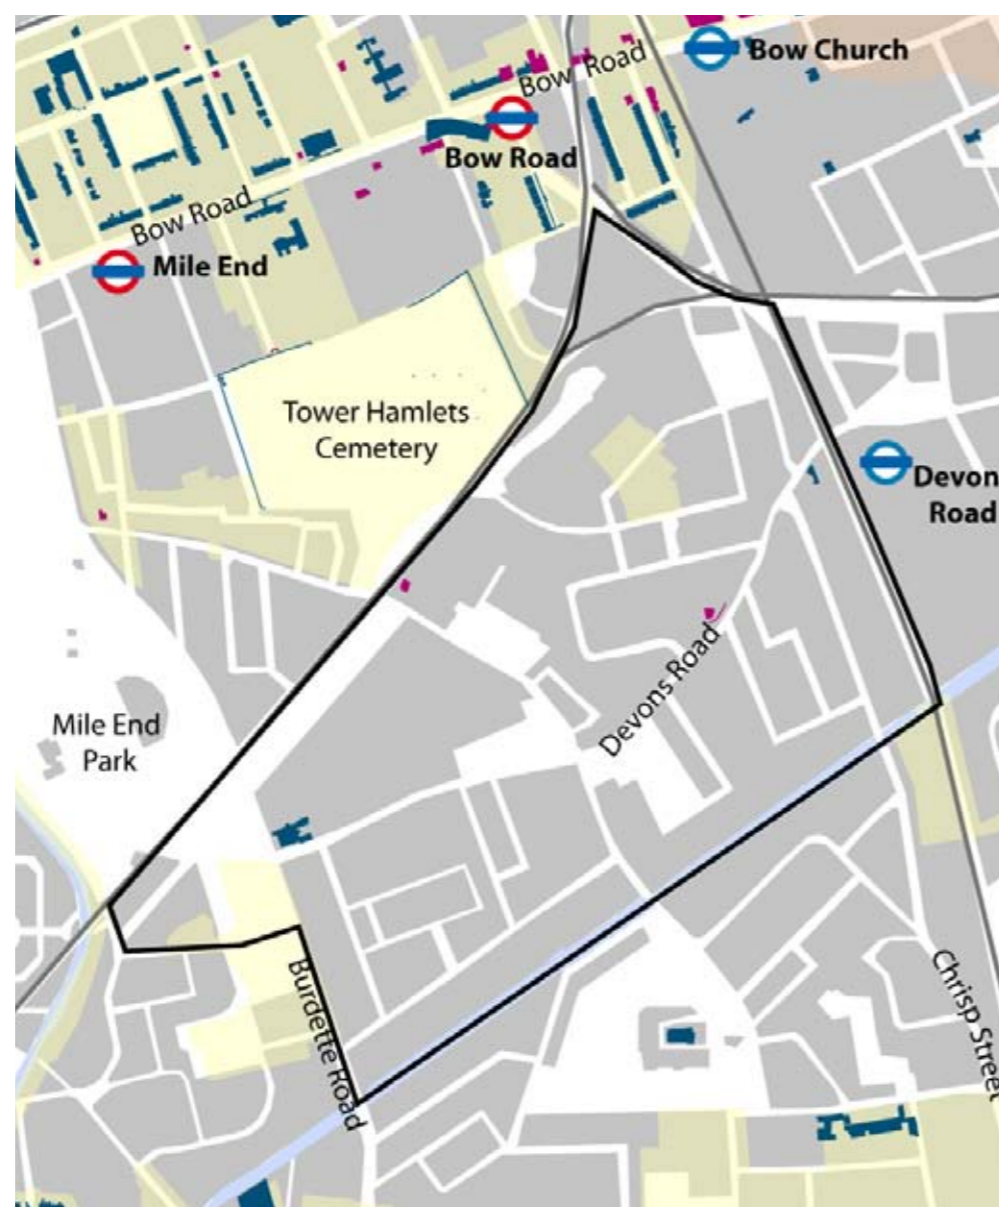 Bow Church
Bow Road
Bow Road
Bow Road
Mile End
Tower Hamlets
Cemetery
Devon
Road
Devons Road
Mile End
Park
Burdette Road
Chrisp Street